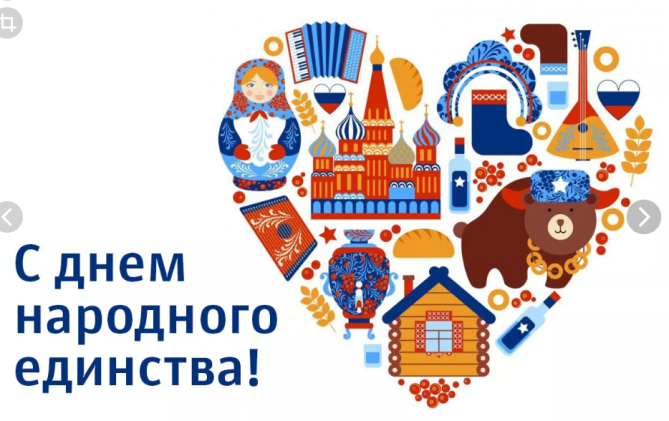 С днем
народного
единства!